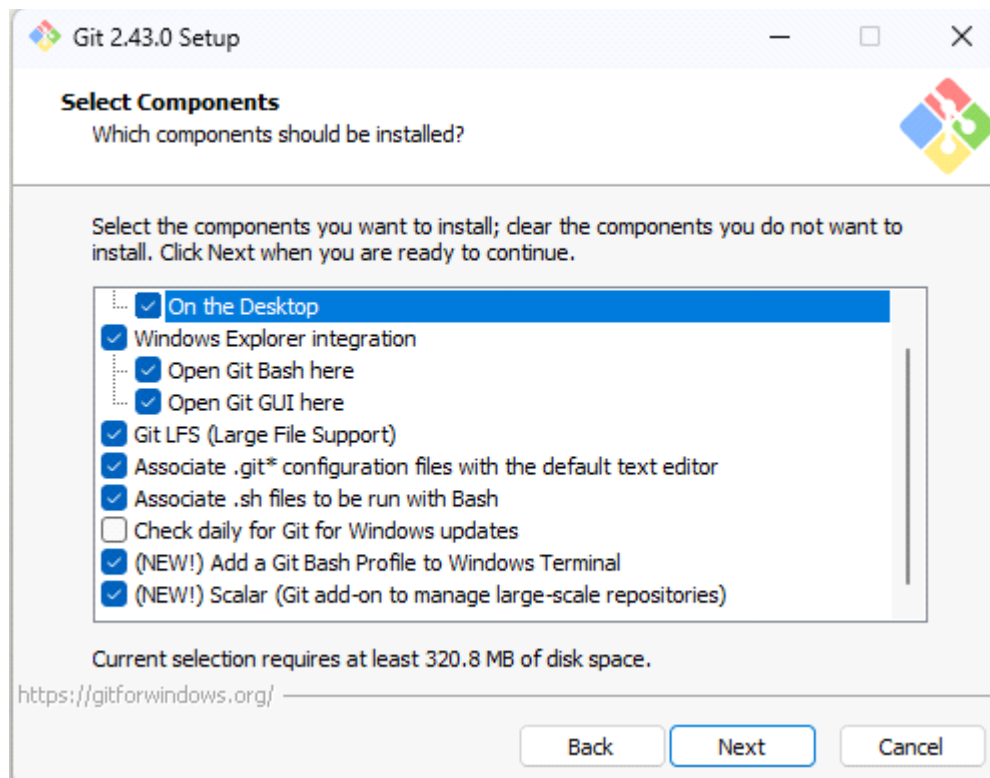 Git 2.43.0 Setup
Select Components
Which components should be installed?
Select the components you want to install; clear the components you do not want to
install. Click Next when you are ready to continue.
On the Desktop
Windows Explorer integration
Open Git Bash here
Open Git GUI here
Git LFS (Large File Support)
Associate .git* configuration files with the default text editor
Associate .sh files to be run with Bash
Check daily for Git for Windows updates
(NEW!) Add a Git Bash Profile to Windows Terminal
(NEW!) Scalar (Git add-on to manage large-scale repositories)
Current selection requires at least 320.8 MB of disk space.
https://gitforwindows.org/
Back Next Cancel